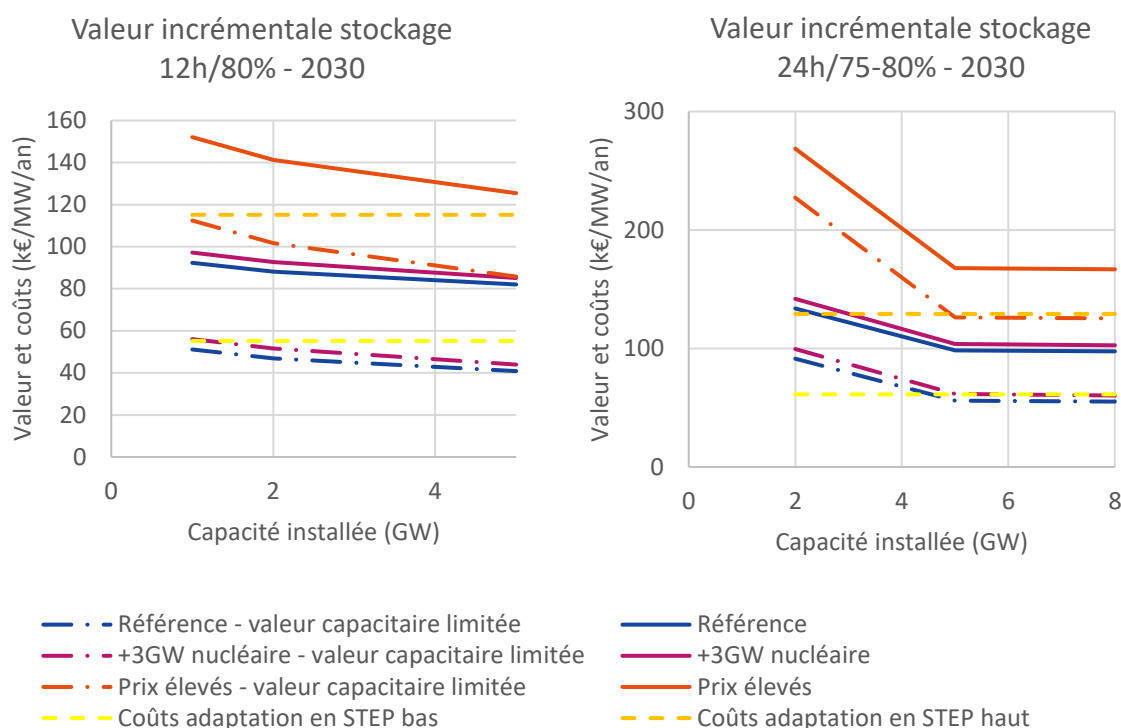 Valeur incrémentale stockage
12h/80% - 2030
Valeur et coûts (k€/MW/an)
160
140
120
100
80
60
40
20
0
0
2
4
Capacité installée (GW)
Valeur incrémentale stockage
24h/75-80% - 2030
Valeur et coûts (k€/MW/an)
300
200
100
0
0
2
4
6
8
Capacité installée (GW)
Référence - valeur capacitaire limitée
Référence
+3GW nucléaire - valeur capacitaire limitée
+3GW nucléaire
Prix élevés - valeur capacitaire limitée
Prix élevés
Coûts adaptation en STEP bas
Coûts adaptation en STEP haut